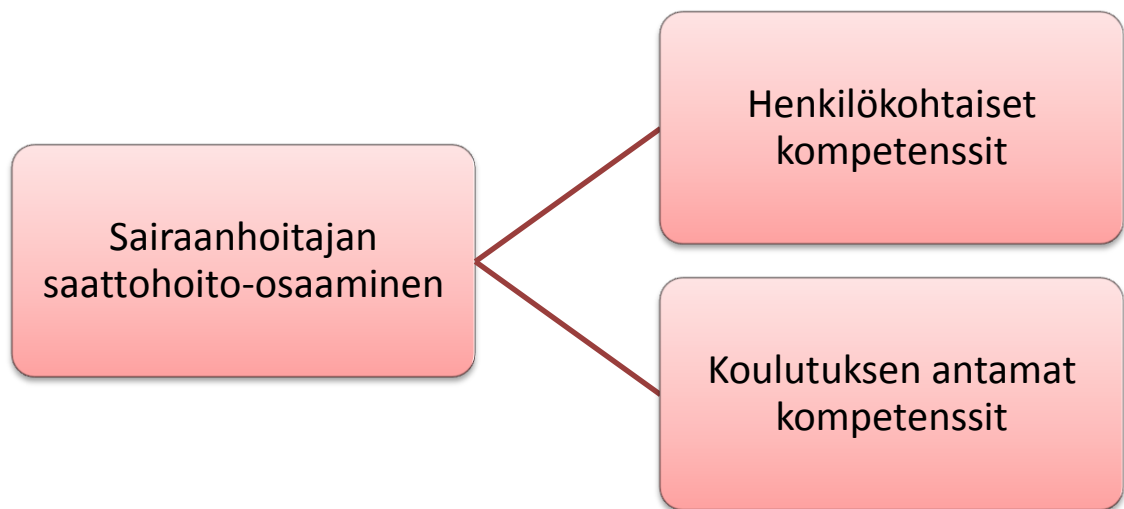 Sairaanhoitajan
saattohoito-osaaminen
Henkilökohtaiset
kompetenssit
Koulutuksen antamat
kompetenssit